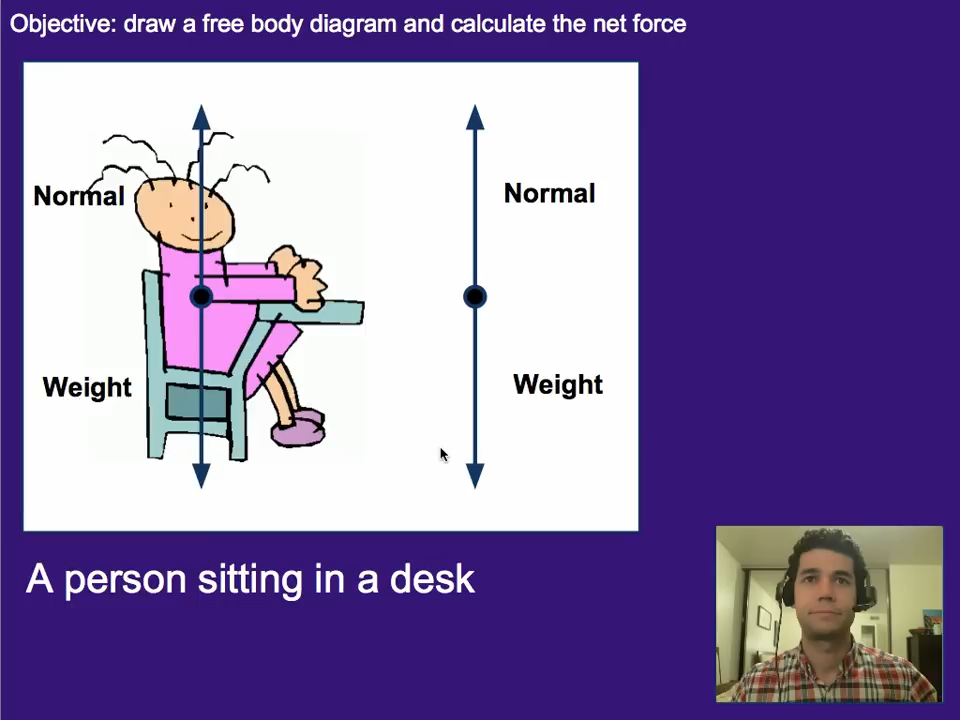 Objective: draw a free body diagram and calculate the net force
Normal
Normal
Weight
Weight
A person sitting in a desk